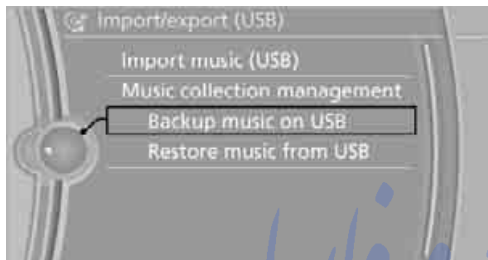 Import/export (USB)
Import music (USB)
Music collection management
Backup music on USB
Restore music from USB